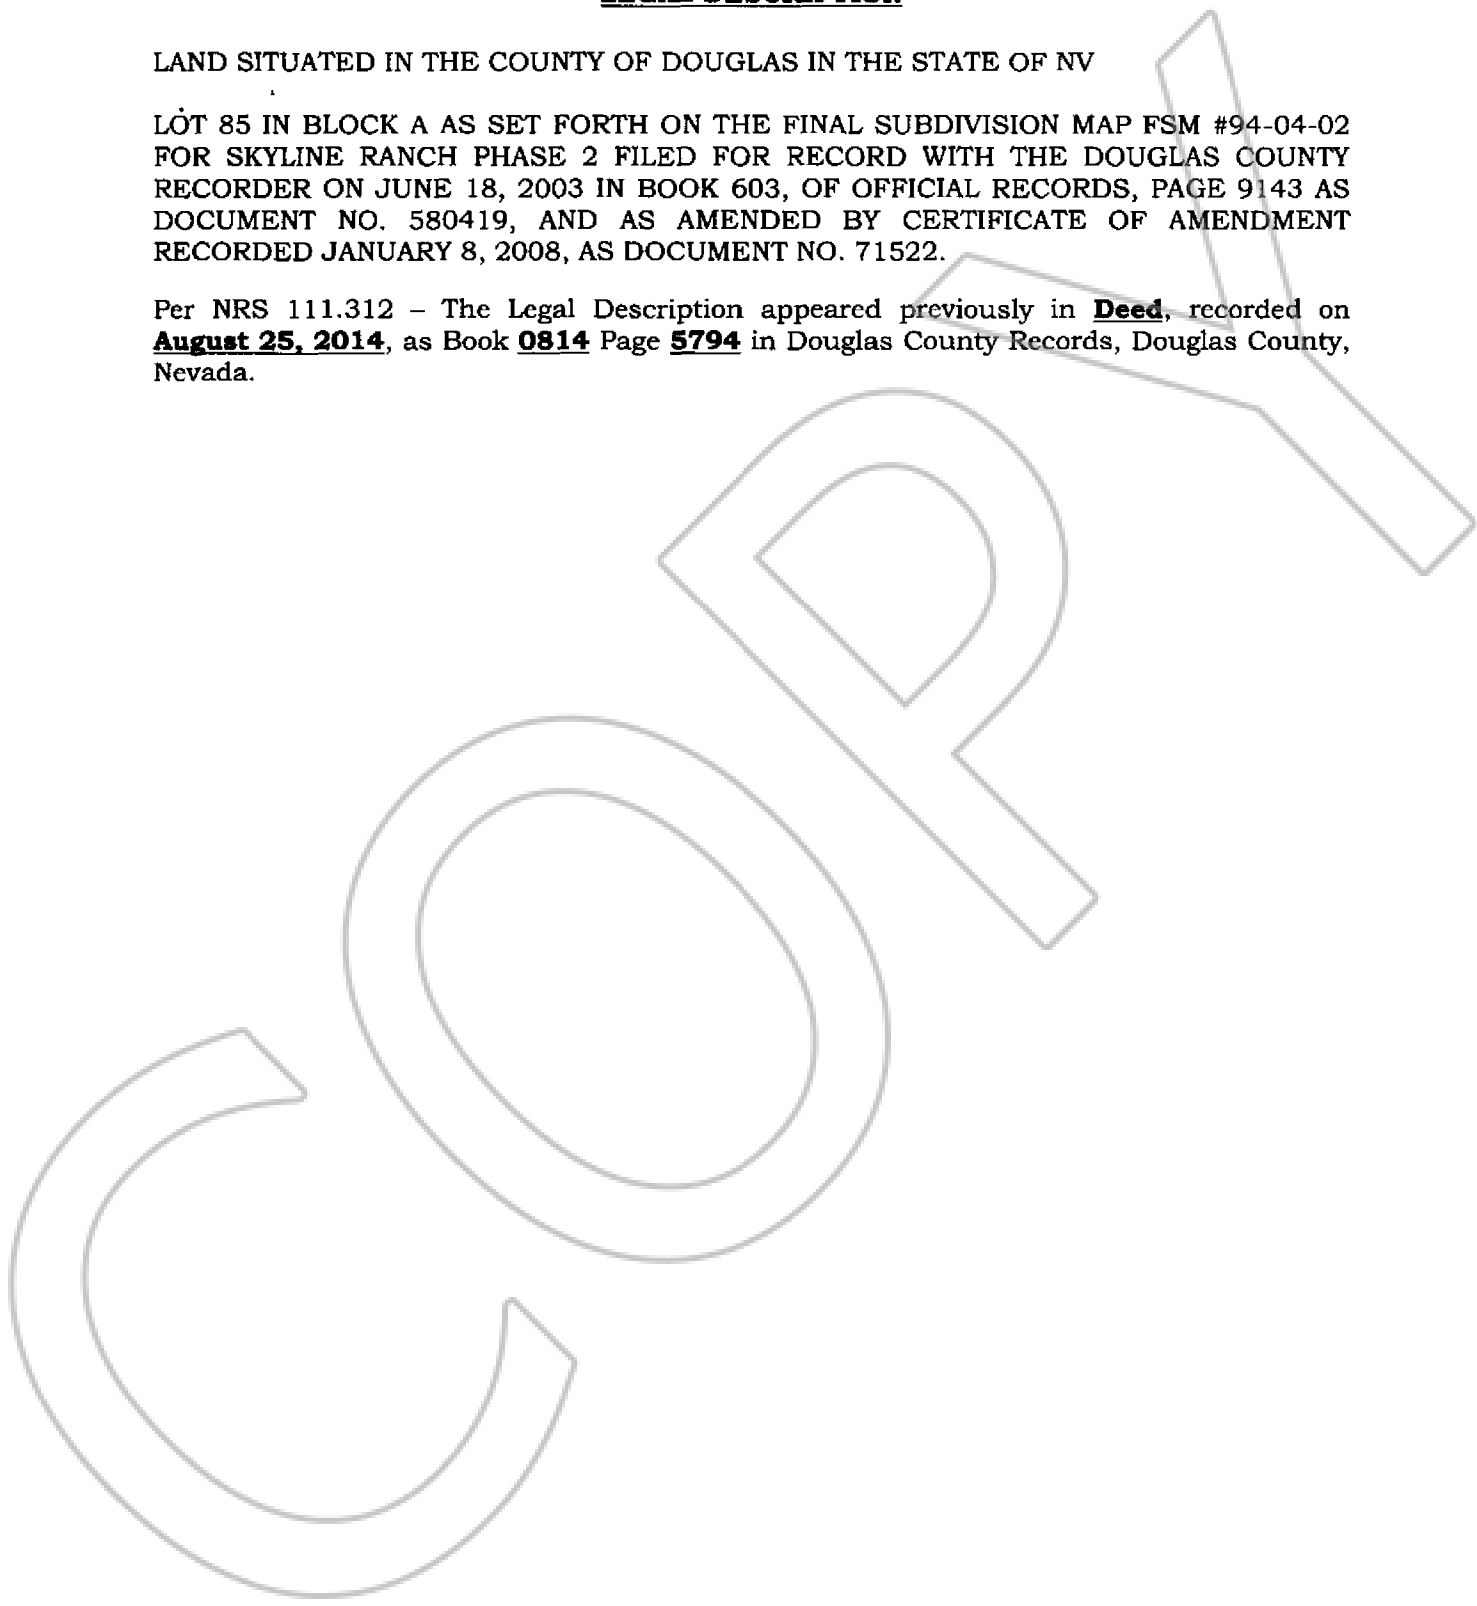 LEGAL DESCRIPTION
LAND SITUATED IN THE COUNTY OF DOUGLAS IN THE STATE OF NV
LOT 85 IN BLOCK A AS SET FORTH ON THE FINAL SUBDIVISION MAP FSM #94-04-02
FOR SKYLINE RANCH PHASE 2 FILED FOR RECORD WITH THE DOUGLAS COUNTY
RECORDER ON JUNE 18, 2003 IN BOOK 603, OF OFFICIAL RECORDS, PAGE 9143 AS
DOCUMENT NO. 580419, AND AS AMENDED BY CERTIFICATE OF AMENDMENT
RECORDED JANUARY 8, 2008, AS DOCUMENT NO. 71522.
Per NRS 111.312 – The Legal Description appeared previously in Deed, recorded on
August 25, 2014, as Book 0814 Page 5794 in Douglas County Records, Douglas County,
Nevada.
COPY